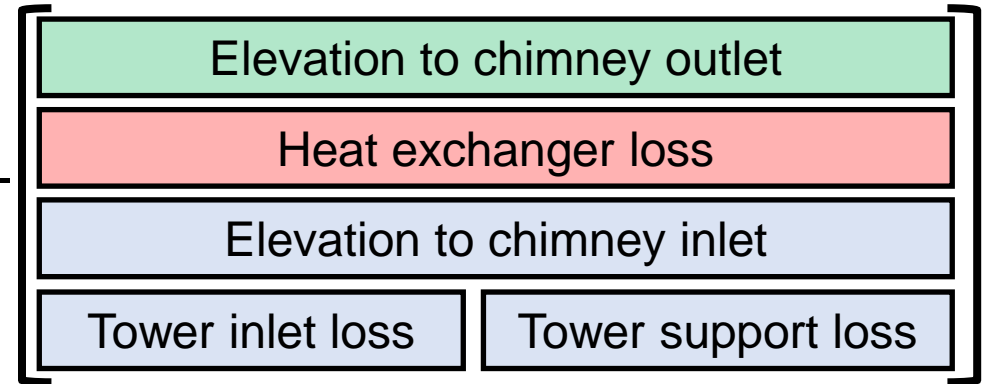 Elevation to chimney outlet
Heat exchanger loss
Elevation to chimney inlet
Tower inlet loss Tower support loss